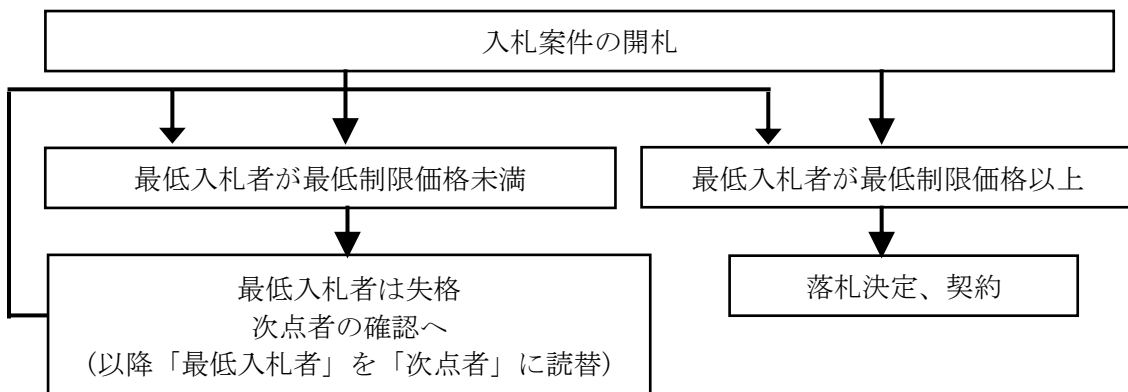 入札案件の開札
最低入札者が最低制限価格未満
最低入札者が最低制限価格以上
最低入札者は失格
次点者の確認へ
(以降「最低入札者」を「次点者」に読替)
落札決定、契約